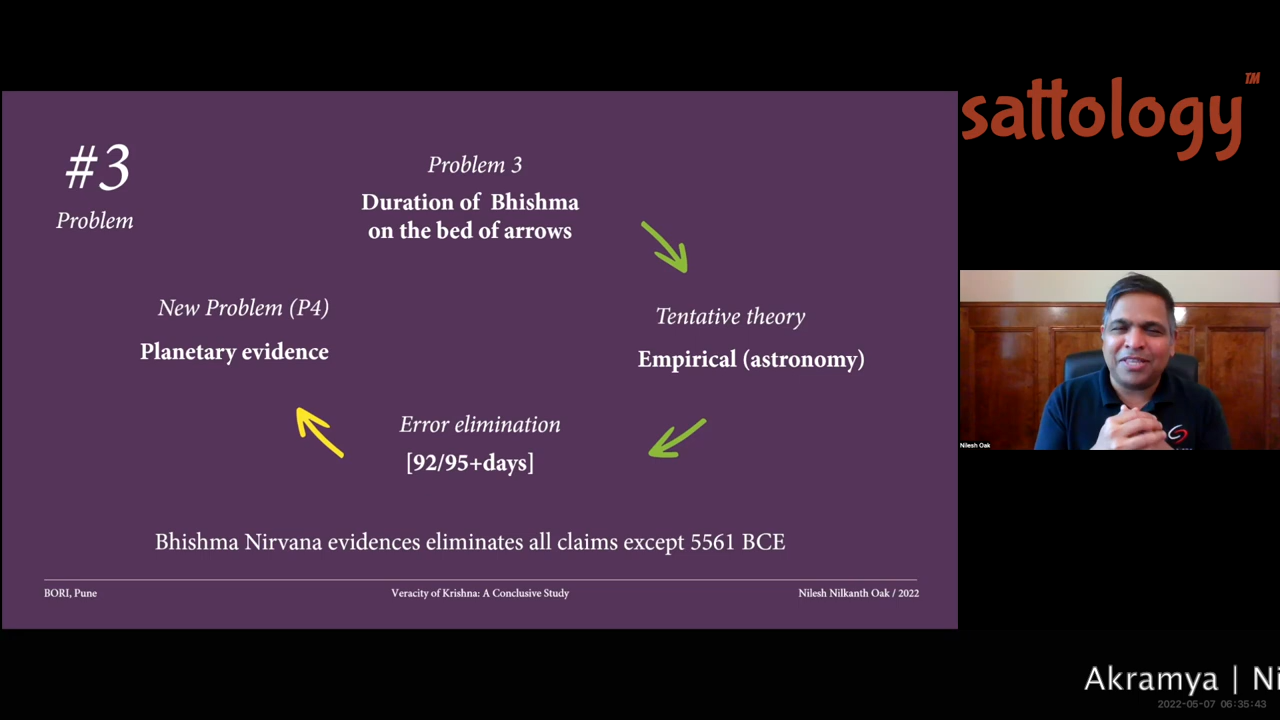 sattology™
#3
Problem
Problem 3
Duration of Bhishma
on the bed of arrows
New Problem (P4)
Planetary evidence
Tentative theory
Empirical (astronomy)
Error elimination
[92/95+days]
Bhishma Nirvana evidences eliminates all claims except 5561 BCE
BORI, Pune
Veracity of Krishna: A Conclusive Study
Nilesh Nilkanth Oak / 2022
Nilesh Oak
Akramya | Ni
2022-05-07 06:35:43